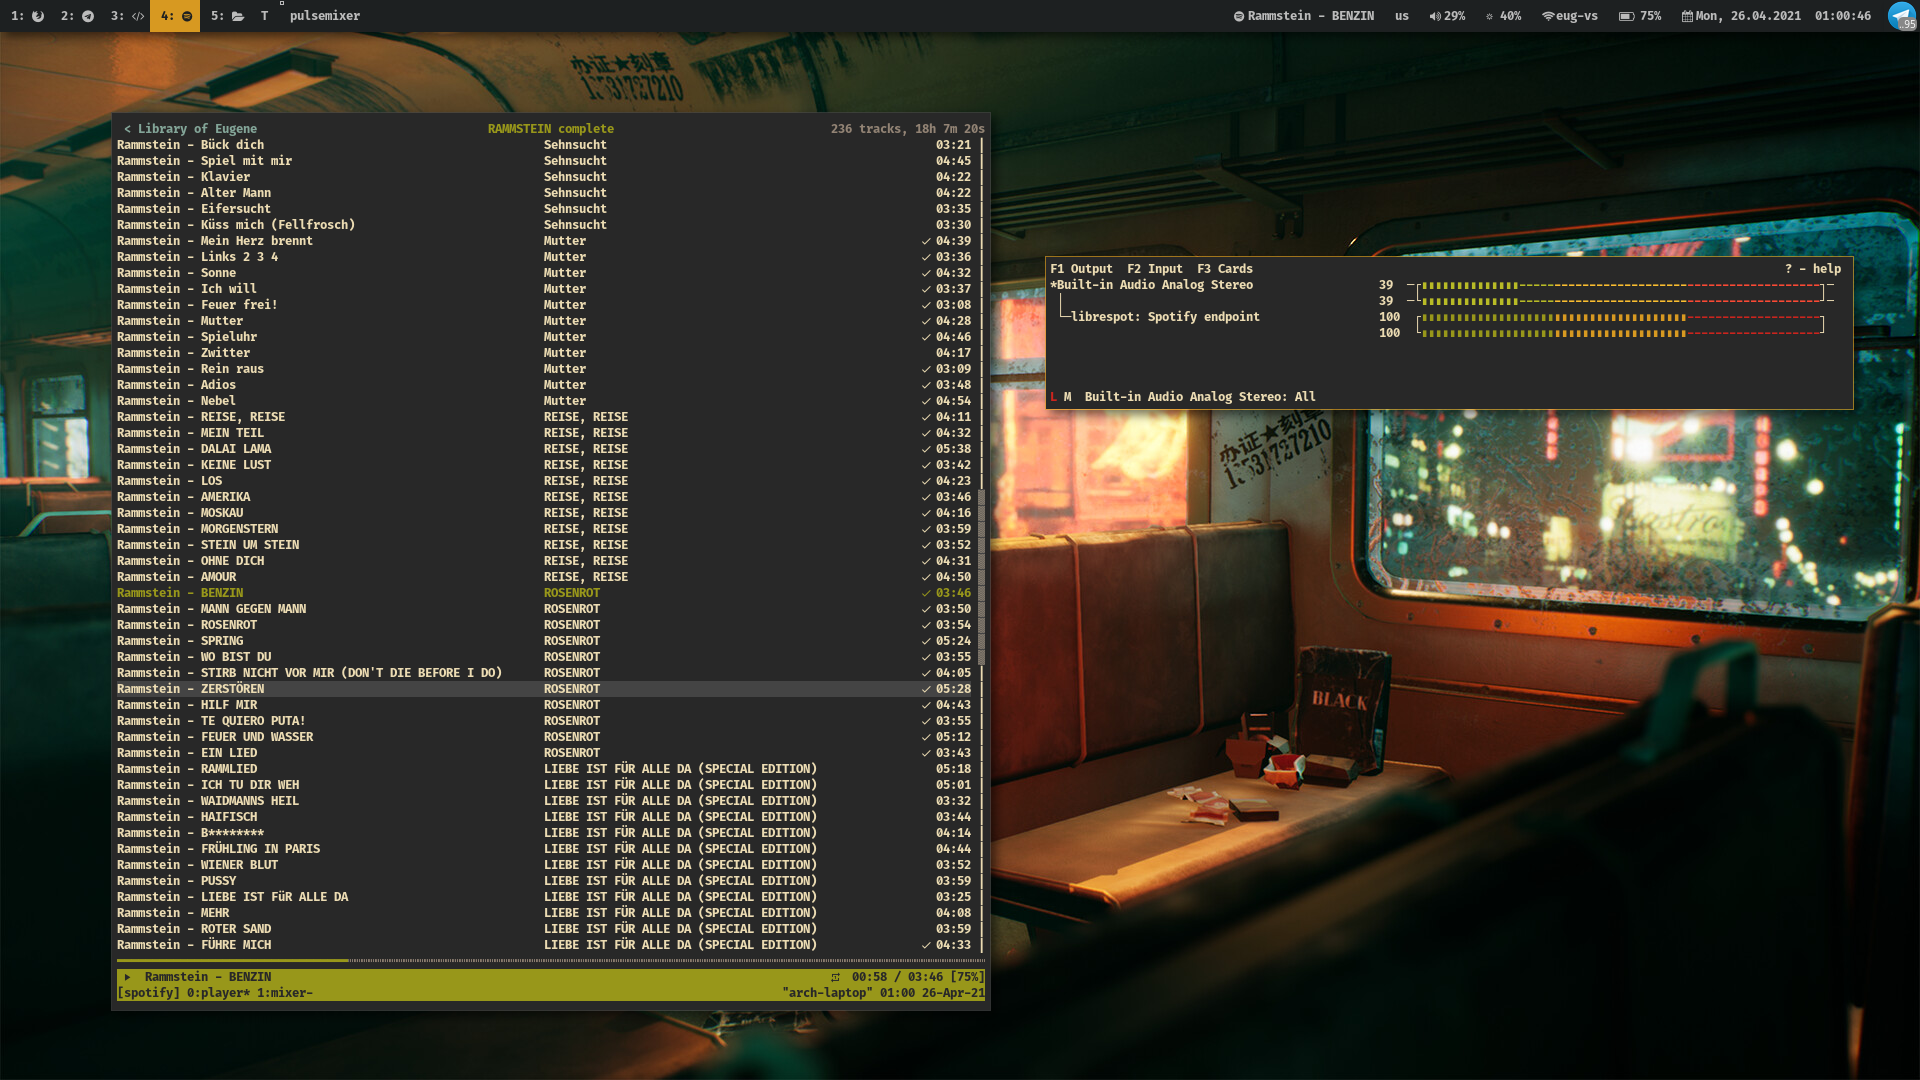 1: 2: 3: 4: 5: T pulsemixer
Rammstein - BENZIN us 29% 40% eug-vs 75% Mon, 26.04.2021 01:00:46 95
办证★刻章
13531727210
< Library of Eugene RAMMSTEIN complete 236 tracks, 18h 7m 20s
Rammstein - Bück dich Sehnsucht 03:21
Rammstein - Spiel mit mir Sehnsucht 04:45
Rammstein - Klavier Sehnsucht 04:22
Rammstein - Alter Mann Sehnsucht 04:22
Rammstein - Eifersucht Sehnsucht 03:35
Rammstein - Küss mich (Fellfrosch) Sehnsucht 03:30
Rammstein - Mein Herz brennt Mutter ✓ 04:39
Rammstein - Links 2 3 4 Mutter ✓ 03:36
Rammstein - Sonne Mutter ✓ 04:32
Rammstein - Ich will Mutter ✓ 03:37
Rammstein - Feuer frei! Mutter ✓ 03:08
Rammstein - Mutter Mutter ✓ 04:28
Rammstein - Spieluhr Mutter ✓ 04:46
Rammstein - Zwitter Mutter 04:17
Rammstein - Rein raus Mutter ✓ 03:09
Rammstein - Adios Mutter ✓ 03:48
Rammstein - Nebel Mutter ✓ 04:54
Rammstein - REISE, REISE REISE, REISE ✓ 04:11
Rammstein - MEIN TEIL REISE, REISE ✓ 04:32
Rammstein - DALAI LAMA REISE, REISE ✓ 05:38
Rammstein - KEINE LUST REISE, REISE ✓ 03:42
Rammstein - LOS REISE, REISE ✓ 04:23
Rammstein - AMERIKA REISE, REISE ✓ 03:46
Rammstein - MOSKAU REISE, REISE ✓ 04:16
Rammstein - MORGENSTERN REISE, REISE ✓ 03:59
Rammstein - STEIN UM STEIN REISE, REISE ✓ 03:52
Rammstein - OHNE DICH REISE, REISE ✓ 04:31
Rammstein - AMOUR REISE, REISE ✓ 04:50
Rammstein - BENZIN ROSENROT ✓ 03:46
Rammstein - MANN GEGEN MANN ROSENROT ✓ 03:50
Rammstein - ROSENROT ROSENROT ✓ 03:54
Rammstein - SPRING ROSENROT ✓ 05:24
Rammstein - WO BIST DU ROSENROT ✓ 03:55
Rammstein - STIRB NICHT VOR MIR (DON'T DIE BEFORE I DO) ROSENROT ✓ 04:05
Rammstein - ZERSTÖREN ROSENROT ✓ 05:28
Rammstein - HILF MIR ROSENROT ✓ 04:43
Rammstein - TE QUIERO PUTA! ROSENROT ✓ 03:55
Rammstein - FEUER UND WASSER ROSENROT ✓ 05:12
Rammstein - EIN LIED ROSENROT ✓ 03:43
Rammstein - RAMMLIED LIEBE IST FÜR ALLE DA (SPECIAL EDITION) 05:18
Rammstein - ICH TU DIR WEH LIEBE IST FÜR ALLE DA (SPECIAL EDITION) 05:01
Rammstein - WAIDMANNS HEIL LIEBE IST FÜR ALLE DA (SPECIAL EDITION) 03:32
Rammstein - HAIFISCH LIEBE IST FÜR ALLE DA (SPECIAL EDITION) 03:44
Rammstein - B******** LIEBE IST FÜR ALLE DA (SPECIAL EDITION) 04:14
Rammstein - FRÜHLING IN PARIS LIEBE IST FÜR ALLE DA (SPECIAL EDITION) 04:44
Rammstein - WIENER BLUT LIEBE IST FÜR ALLE DA (SPECIAL EDITION) 03:52
Rammstein - PUSSY LIEBE IST FÜR ALLE DA (SPECIAL EDITION) 03:59
Rammstein - LIEBE IST FüR ALLE DA LIEBE IST FÜR ALLE DA (SPECIAL EDITION) 03:25
Rammstein - MEHR LIEBE IST FÜR ALLE DA (SPECIAL EDITION) 04:08
Rammstein - ROTER SAND LIEBE IST FÜR ALLE DA (SPECIAL EDITION) 03:59
Rammstein - FÜHRE MICH LIEBE IST FÜR ALLE DA (SPECIAL EDITION) ✓ 04:33
Rammstein - BENZIN 00:58 / 03:46 [75%]
[spotify] 0:player* 1:mixer- "arch-laptop" 01:00 26-Apr-21
F1 Output F2 Input F3 Cards ? - help
*Built-in Audio Analog Stereo 39
39
librespot: Spotify endpoint 100
100
L M Built-in Audio Analog Stereo: All
办证★刻章
13531727210
BLACK